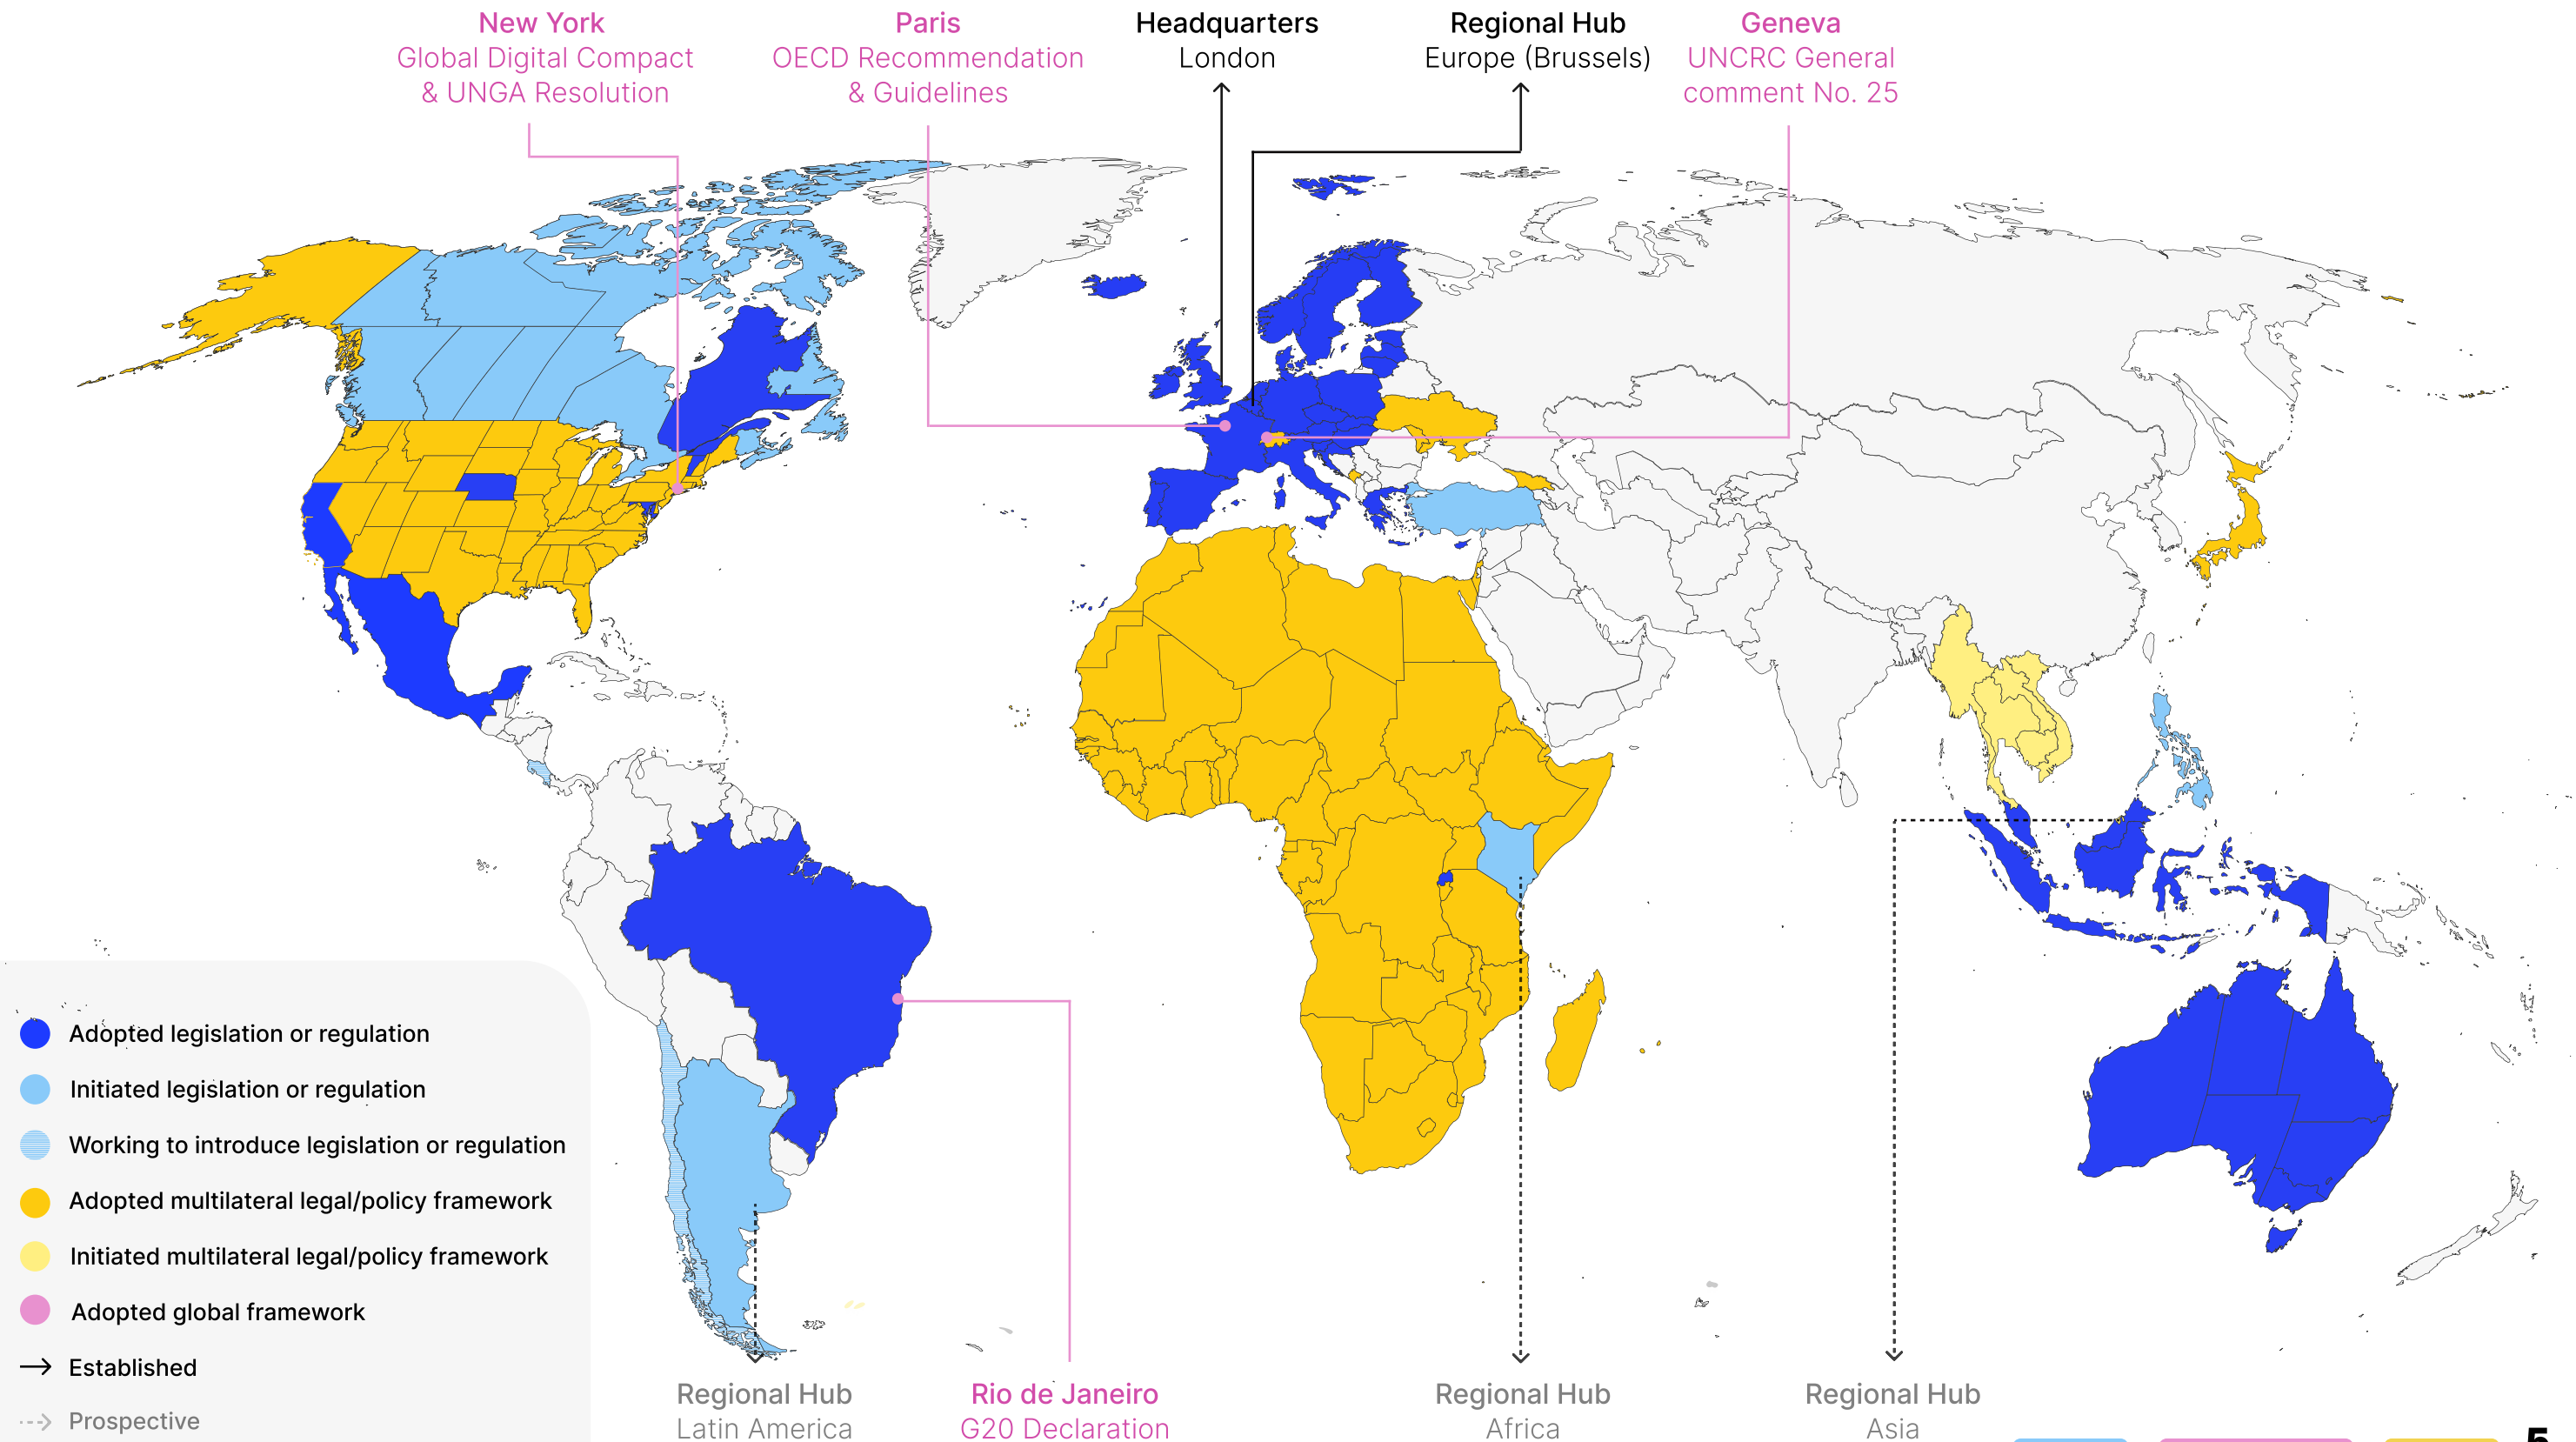 New York
Global Digital Compact
& UNGA Resolution
Paris
OECD Recommendation
& Guidelines
Headquarters
London
Regional Hub
Europe (Brussels)
Geneva
UNCRC General
comment No. 25
Adopted legislation or regulation
Initiated legislation or regulation
Working to introduce legislation or regulation
Adopted multilateral legal/policy framework
Initiated multilateral legal/policy framework
Adopted global framework
Established
Prospective
Regional Hub
Latin America
Rio de Janeiro
G20 Declaration
Regional Hub
Africa
Regional Hub
Asia